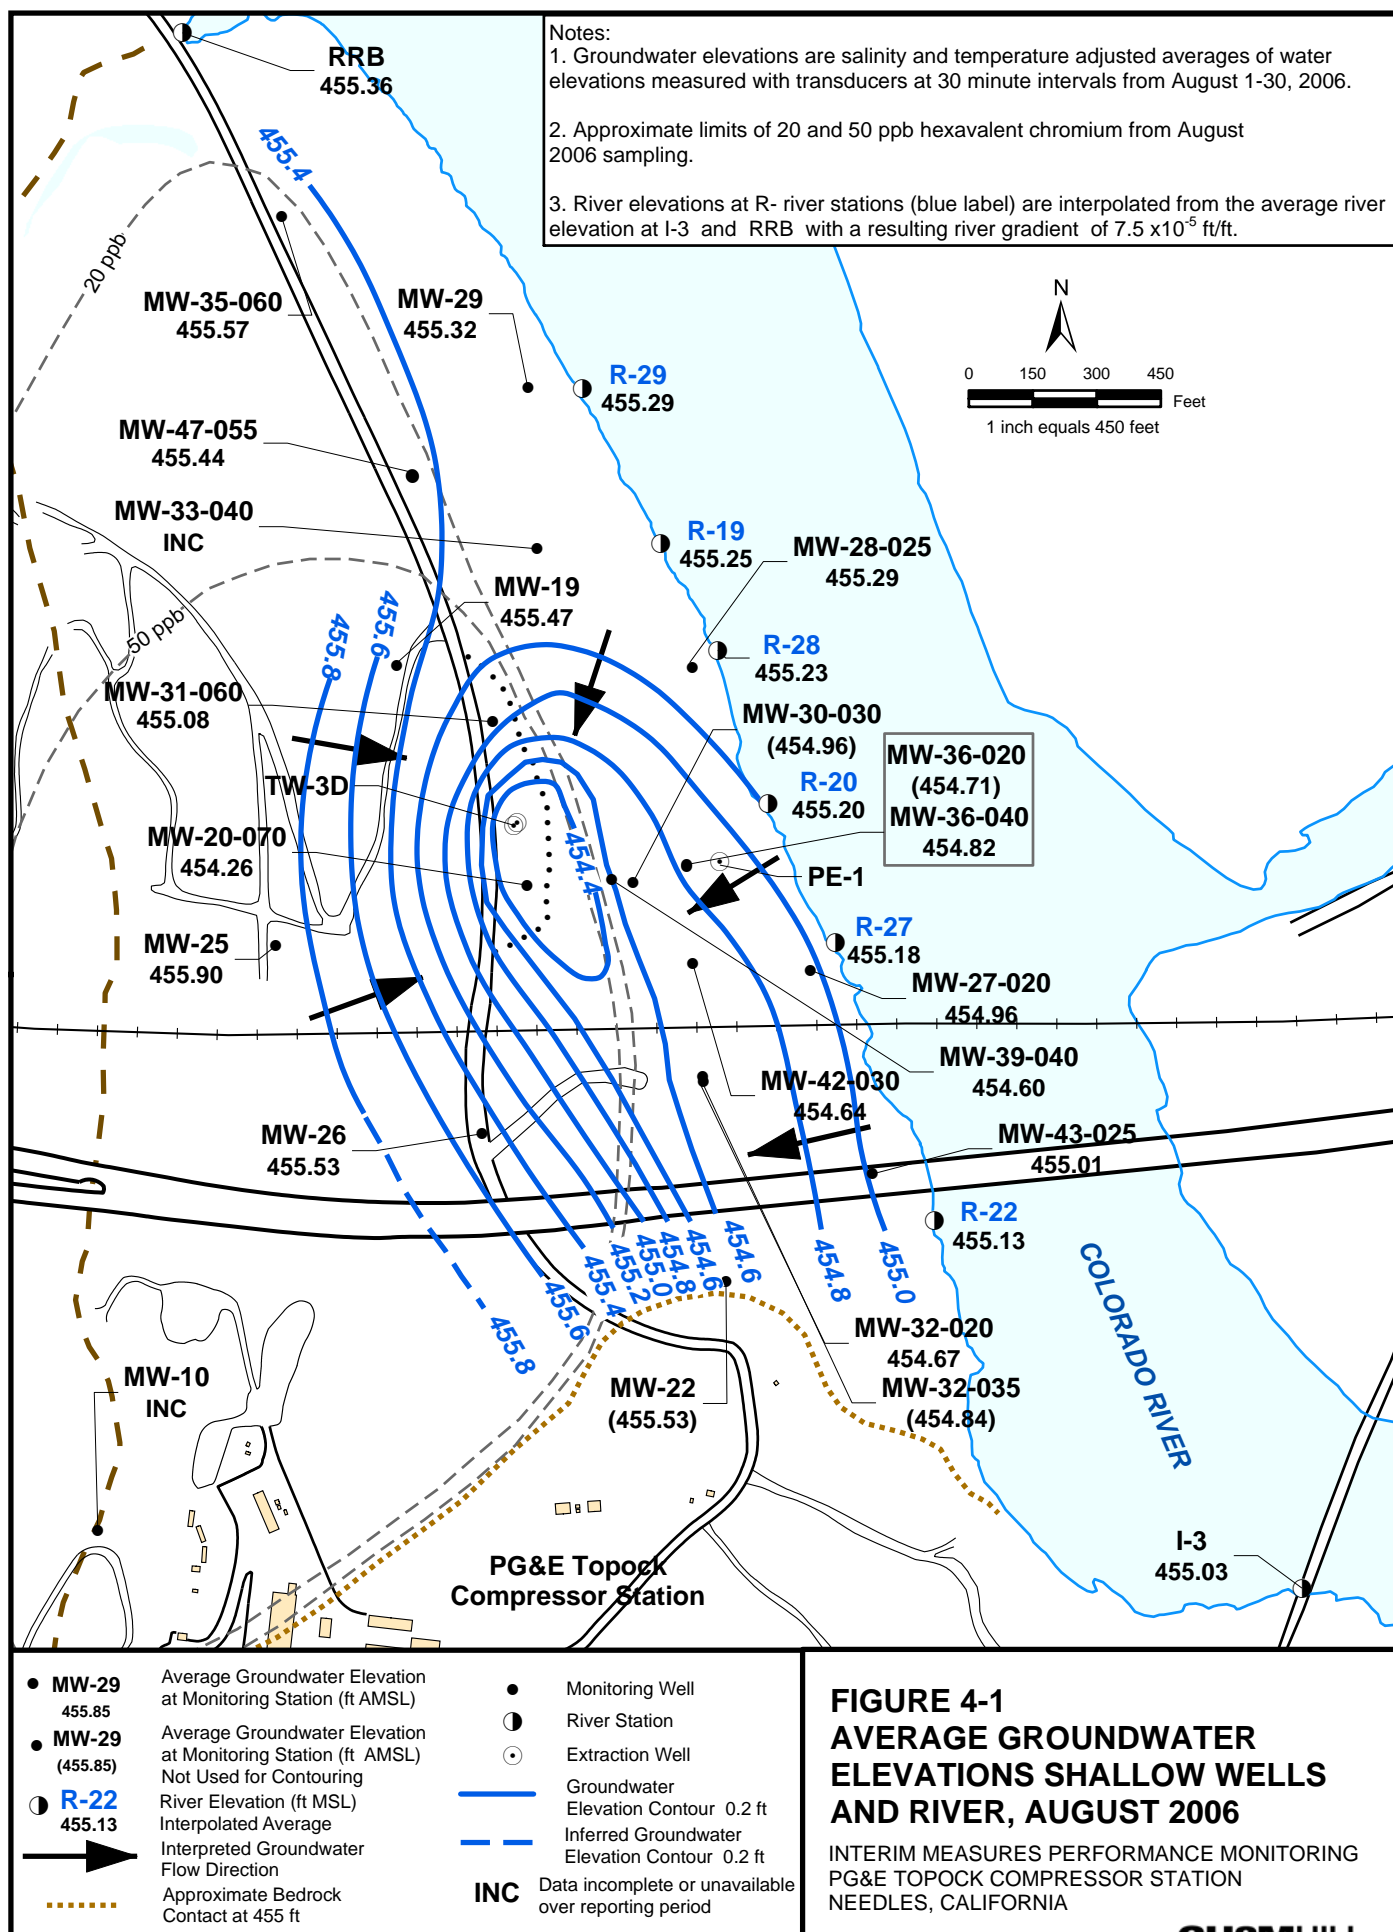 Notes:
1. Groundwater elevations are salinity and temperature adjusted averages of water
elevations measured with transducers at 30 minute intervals from August 1-30, 2006.
2. Approximate limits of 20 and 50 ppb hexavalent chromium from August
2006 sampling.
3. River elevations at R- river stations (blue label) are interpolated from the average river
elevation at I-3 and RRB with a resulting river gradient of 7.5 x10⁻⁵ ft/ft.
RRB
455.36
455.4
20 ppb
MW-35-060
455.57
MW-29
455.32
R-29
455.29
N
0 150 300 450
Feet
1 inch equals 450 feet
MW-47-055
455.44
MW-33-040
INC
R-19
455.25
MW-28-025
455.29
MW-19
455.47
455.6
455.8
50 ppb
R-28
455.23
MW-31-060
455.08
MW-30-030
(454.96)
MW-36-020
(454.71)
MW-36-040
454.82
TW-3D
R-20
455.20
MW-20-070
454.26
454.4
PE-1
MW-25
455.90
R-27
455.18
MW-27-020
454.96
MW-39-040
454.60
MW-42-030
454.64
MW-26
455.53
MW-43-025
455.01
R-22
455.13
455.8
455.6
455.4
455.2
455.0
454.8
454.6
454.6
454.8
455.0
COLORADO RIVER
MW-32-020
454.67
MW-32-035
(454.84)
MW-22
(455.53)
MW-10
INC
I-3
455.03
PG&E Topock
Compressor Station
MW-29
455.85
Average Groundwater Elevation
at Monitoring Station (ft AMSL)
MW-29
(455.85)
Average Groundwater Elevation
at Monitoring Station (ft AMSL)
Not Used for Contouring
R-22
455.13
River Elevation (ft MSL)
Interpolated Average
Interpreted Groundwater
Flow Direction
Approximate Bedrock
Contact at 455 ft
Monitoring Well
River Station
Extraction Well
Groundwater
Elevation Contour 0.2 ft
Inferred Groundwater
Elevation Contour 0.2 ft
INC
Data incomplete or unavailable
over reporting period
FIGURE 4-1
AVERAGE GROUNDWATER
ELEVATIONS SHALLOW WELLS
AND RIVER, AUGUST 2006
INTERIM MEASURES PERFORMANCE MONITORING
PG&E TOPOCK COMPRESSOR STATION
NEEDLES, CALIFORNIA